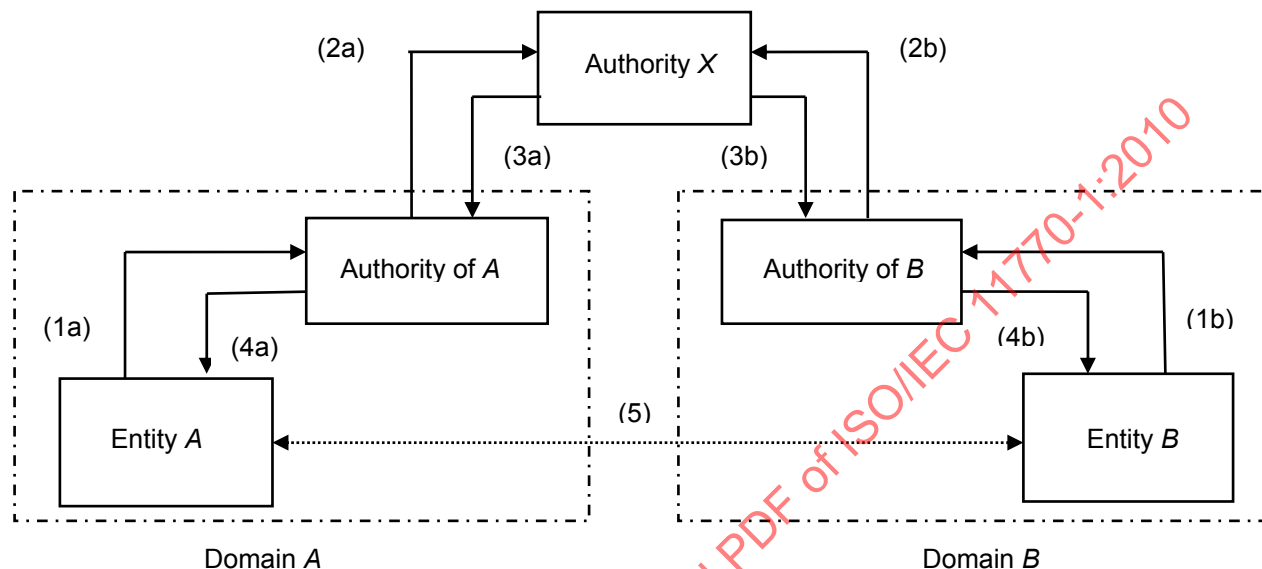 (2a)
Authority X
(2b)
(3a)
(3b)
Authority of A
Authority of B
(1a)
(4a)
(4b)
(1b)
Entity A
(5)
Entity B
Domain A
Domain B
PDF of ISO/IEC 11770-1:2010